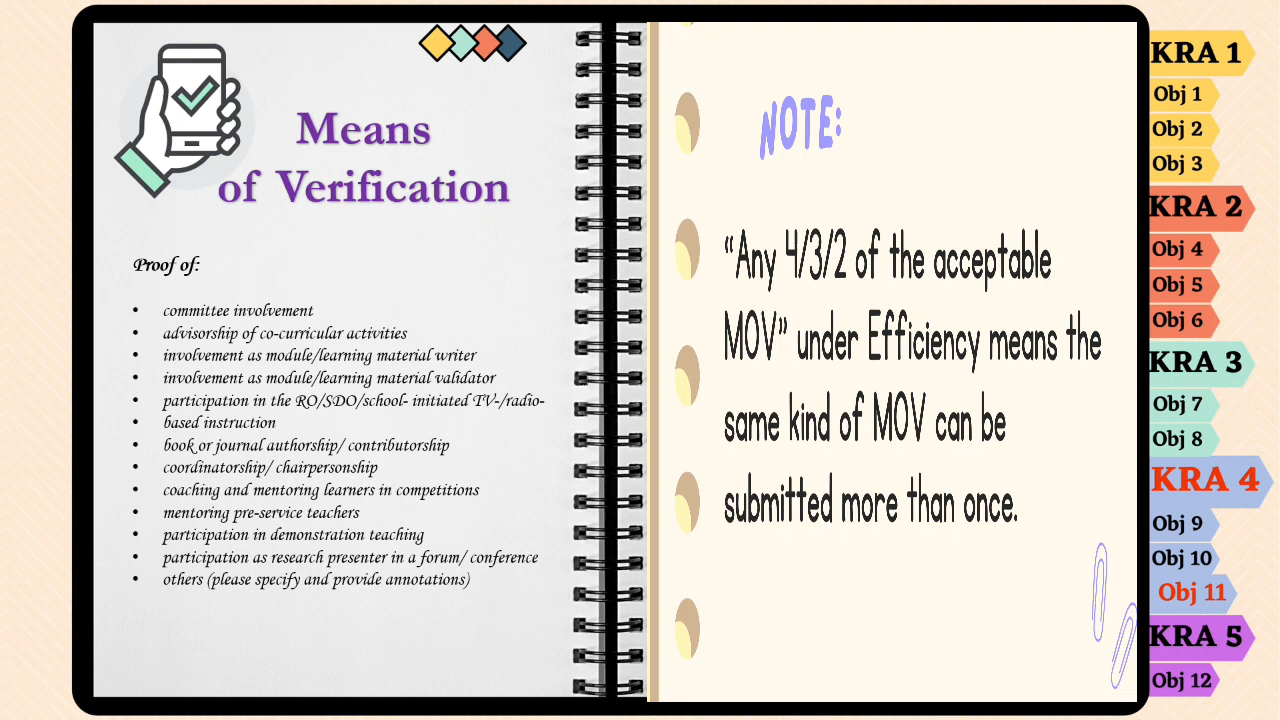 Means
of Verification
Proof of:
• committee involvement
• advisorship of co-curricular activities
• involvement as module/learning material writer
• involvement as module/learning material validator
• participation in the RO/SDO/school- initiated TV-/radio-
• based instruction
• book or journal authorship/ contributorship
• coordinatorship/ chairpersonship
• coaching and mentoring learners in competitions
• mentoring pre-service teachers
• participation in demonstration teaching
• participation as research presenter in a forum/ conference
• others (please specify and provide annotations)
NOTE:
“Any 4/3/2 of the acceptable
MOV” under Efficiency means the
same kind of MOV can be
submitted more than once.
KRA 1
Obj 1
Obj 2
Obj 3
KRA 2
Obj 4
Obj 5
Obj 6
KRA 3
Obj 7
Obj 8
KRA 4
Obj 9
Obj 10
Obj 11
KRA 5
Obj 12